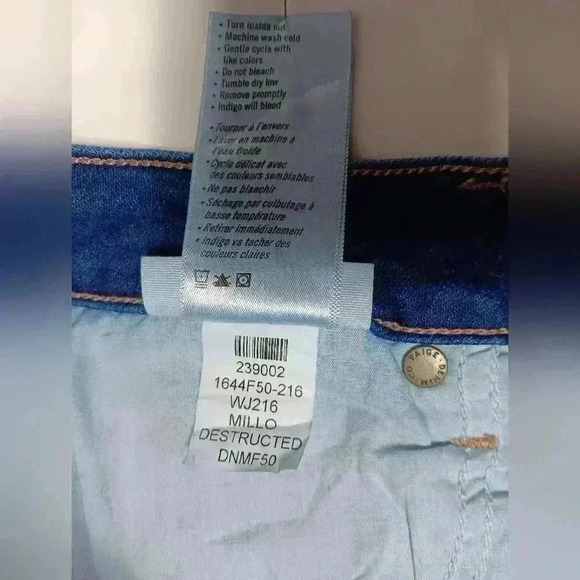 • Turn inside out
• Machine wash cold
• Gentle cycle with
like colors
• Do not bleach
• Tumble dry low
• Remove promptly
• Indigo will bleed
• Tourner à l'envers
• Laver en machine à
l'eau froide
• Cycle délicat avec
des couleurs semblables
• Ne pas blanchir
• Séchage par culbutage à
basse température
• Retirer immédiatement
• Indigo va tacher des
couleurs claires
239002
1644F50-216
WJ216
MILLO
DESTRUCTED
DNMF50
PAIGE • DENIM • CO •